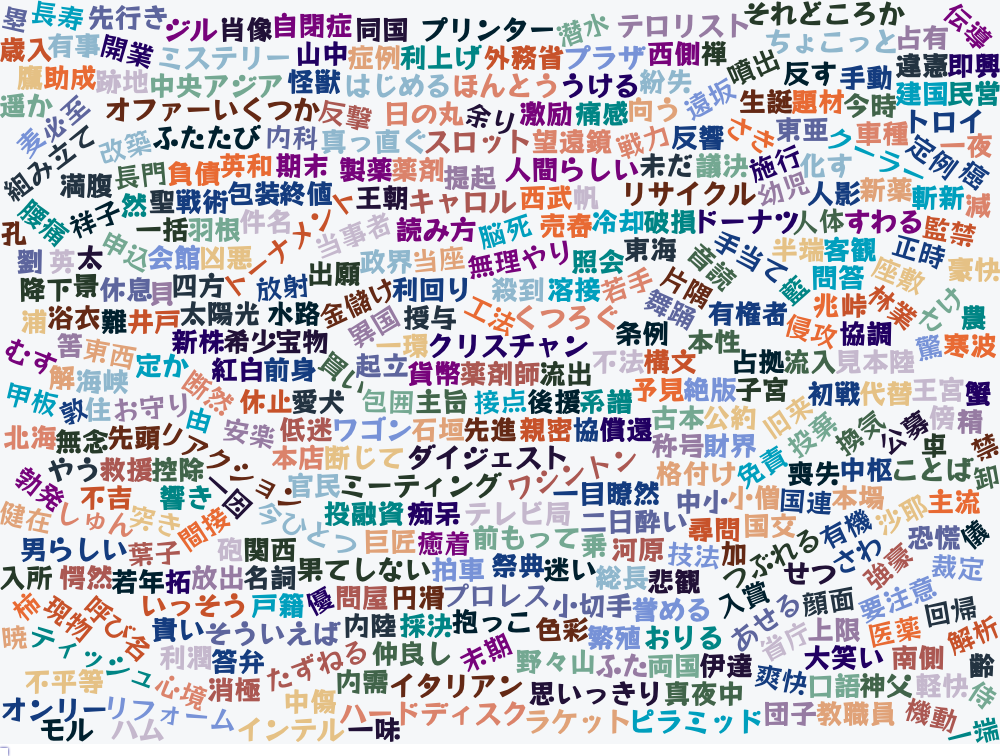 塁 長寿 先行き ジル 肖像 自閉症 同国 プリンター 潜水 テロリスト それどころか 伝導
歳入 有事 開業 ミステリー 山中 症例 利上げ 外務省 プラザ 西側 禅 ちょこっと 占有
鷹 助成 跡地 中央アジア 怪獣 はじめる ほんとう うける 紛失 遠坂 噴出 反す 手動 違憲 即興
遥か 麦 必至 オファー いくつか 反撃 日の丸 余り 激励 痛感 向う 生誕 題材 今時 建国 民営
組み立て 改築 ふたたび 内科 真っ直ぐ スロット 望遠鏡 戦力 反響 さき 東亜 クーラー 車種 トロイ 一夜
満腹 長門 負債 英和 期末 製薬 薬剤 提起 人間らしい 未だ 議決 施行 化す 定例 癌
腰痛 祥子 然 聖 戦術 包装 終値 王朝 キャロル 西武 帆 リサイクル 幼児 人影 新薬 斬新 減
孔 一括 羽根 件名 トーナメント 当事者 読み方 脳死 売春 冷却 破損 ドーナツ 人体 すわる 監禁
劉 英 太 申込 会館 凶悪 出願 政界 当座 無理やり 照会 東海 音読 手当て 半端 客観 正時 豪快
降下 景 休息 貝 四方 放射 金儲け 利回り 殺到 溶接 若手 片隅 藍 問答 座敷
浦 浴衣 難 井戸 太陽光 水路 異国 授与 工法 くつろぐ 舞踊 有権者 兆 峠 林業 さけ 農
むす 答 東西 定か 新株 希少 宝物 一環 クリスチャン 条例 本性 侵攻 協調 驚 寒波
解 海峡 断然 紅白 前身 買い 起立 貨幣 薬剤師 流出 不法 構文 占拠 流入 見本 陸
甲板 敦 住 お守り 由 休止 愛犬 包囲 主旨 接点 後援 系譜 予見 絶版 子宮 初戦 代替 王宮 蟹
北海 無念 先頭 リアクション 安楽 低迷 ワゴン 石垣 先進 親密 協 償還 古本 公約 旧来 投棄 換気 公募 傍 精
やう 救援 控除 本店 断じて ダイジェスト ワシントン 称号 財界 車 禁
勃発 不吉 響き 一因 官民 ミーティング 一目瞭然 格付け 免責 喪失 中枢 ことば 卸
健在 しゅん 突き 間接 今ひとつ 投融資 痴呆 テレビ局 二日酔い 中小 小僧 国連 本場 沙耶 主流
男らしい 葉子 砲 関西 巨匠 癒着 前もって 乗 河原 技法 尋問 国文 加 つぶれる 有機 恐慌 儀
入所 愕然 若年 拓 放出 名詞 果てしない 拍車 祭典 迷い 総長 悲観 せつ さわ 強豪 裁定
柿 現物 呼び名 いっそう 戸籍 優 問屋 円滑 プロレス 小切手 誉める 入賞 あせる 顔面 要注意 回帰
暁 ティッシュ 貴い そういえば 内陸 採決 抱っこ 色彩 繁殖 おりる 省庁 上限 医薬 解析
利潤 答弁 たずねる 仲良し 末期 野々山 ふた 両国 伊達 大笑い 南側 齢
不平等 心境 消極 内需 イタリアン 思いっきり 真夜中 爽快 口語 神父 軽快 侍
オンリー リフォーム 中傷 ハードディスク ラケット ピラミッド 団子 教職員 機動
モル ハム インテル 一味 一端